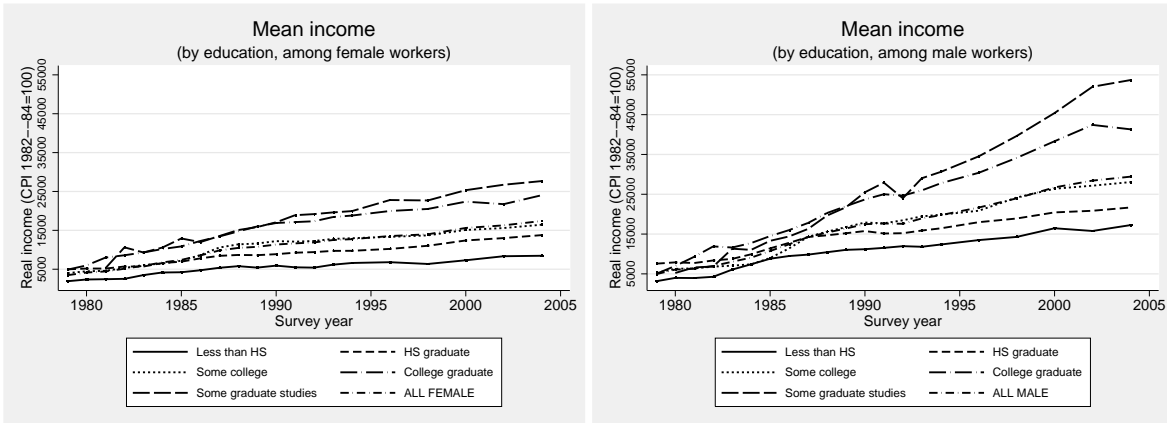 Mean income
(by education, among female workers)
Real income (CPI 1982−−84=100)
55000
45000
35000
25000
15000
5000
1980 1985 1990 1995 2000 2005
Survey year
Less than HS HS graduate
Some college College graduate
Some graduate studies ALL FEMALE
Mean income
(by education, among male workers)
Real income (CPI 1982−−84=100)
55000
45000
35000
25000
15000
5000
1980 1985 1990 1995 2000 2005
Survey year
Less than HS HS graduate
Some college College graduate
Some graduate studies ALL MALE